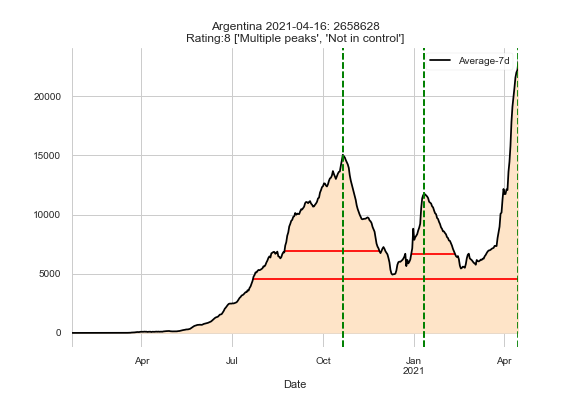 Argentina 2021-04-16: 2658628
Rating:8 ['Multiple peaks', 'Not in control']
Average-7d
20000
15000
10000
5000
0
Apr
Jul
Oct
Jan
2021
Apr
Date